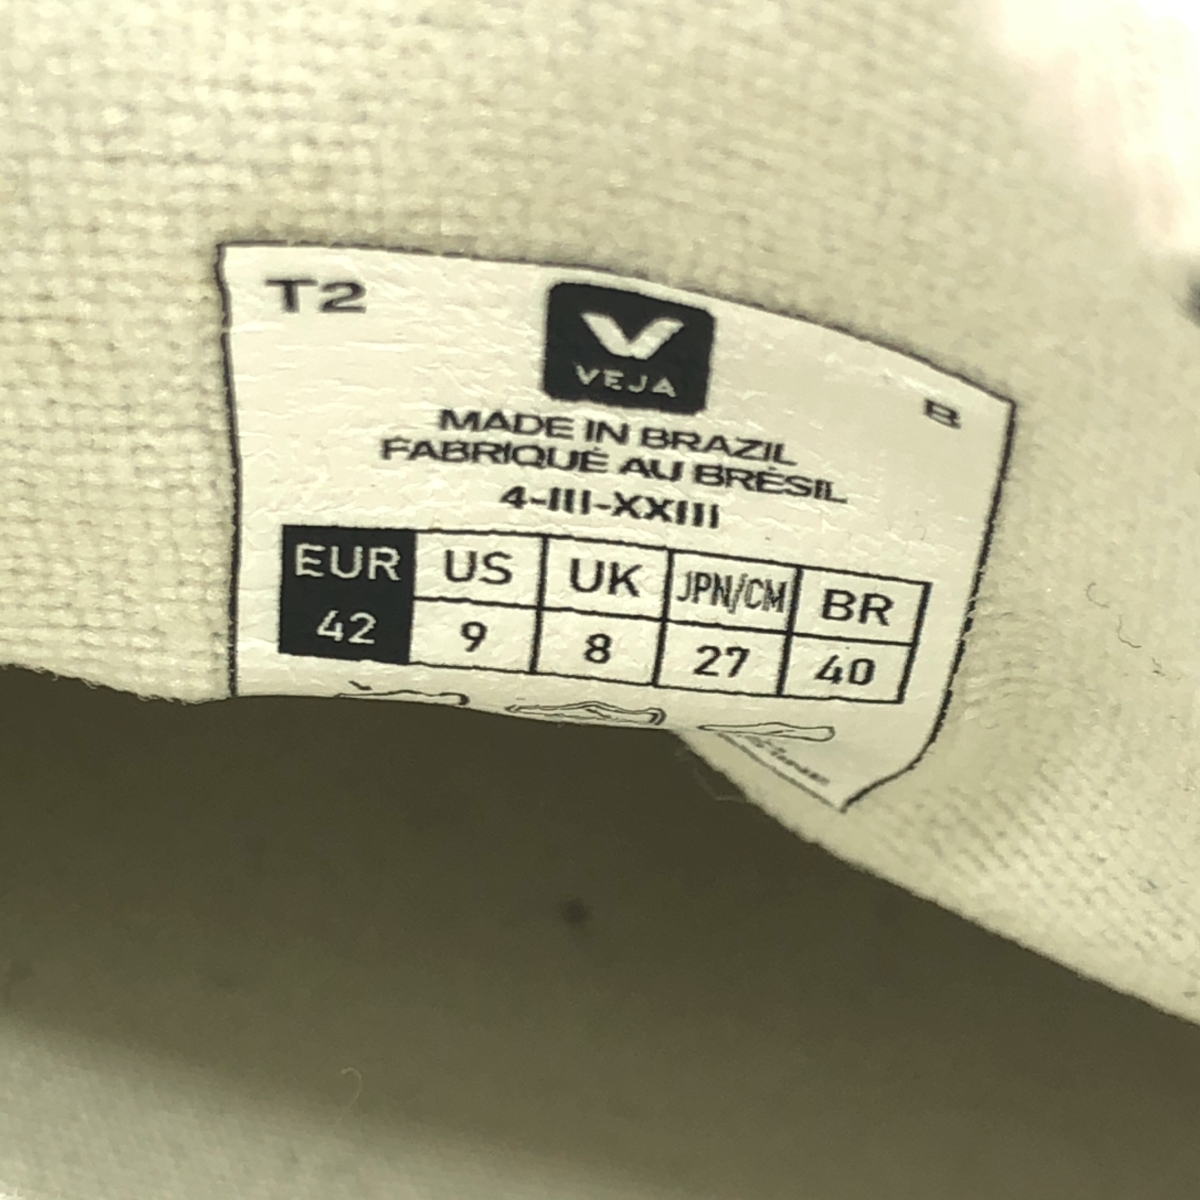 T2
VEJA
B
MADE IN BRAZIL
FABRIQUÉ AU BRÉSIL
4-III-XXIII
EUR US UK JPN/CM BR
42 9 8 27 40